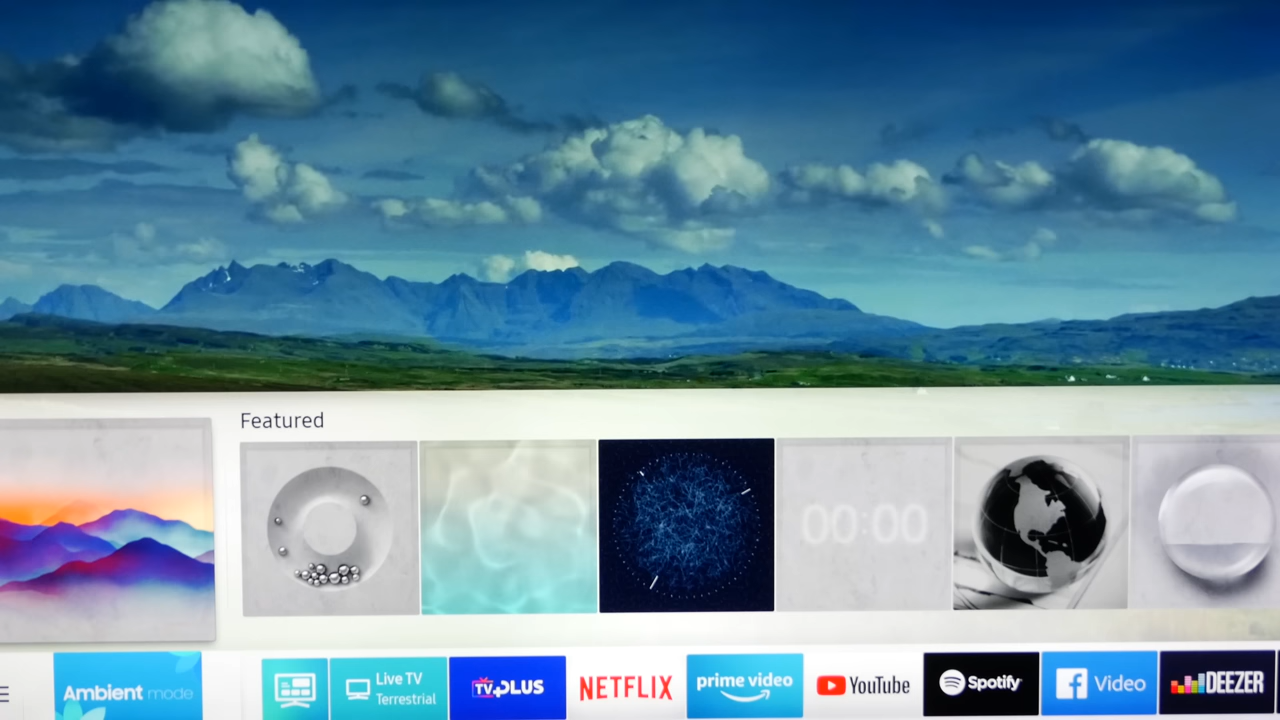 Featured
00:00
Ambient mode
Live TV
Terrestrial
TV PLUS
NETFLIX
prime video
YouTube
Spotify
Video
DEEZER